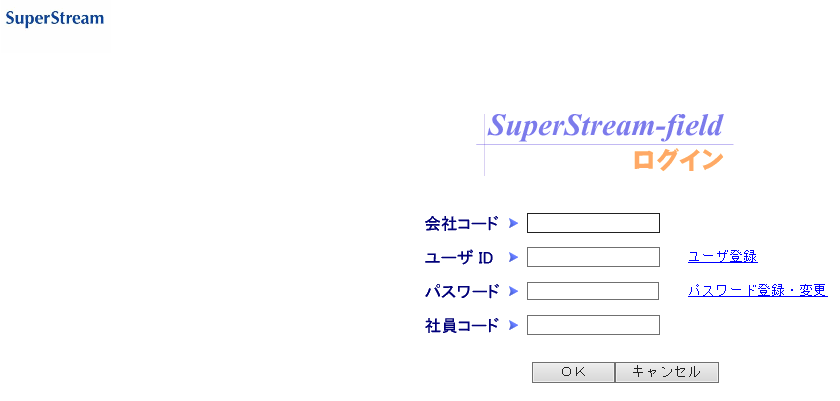 SuperStream
SuperStream-field
ログイン
会社コード
ユーザ ID ユーザ登録
パスワード パスワード登録・変更
社員コード
ＯＫ キャンセル